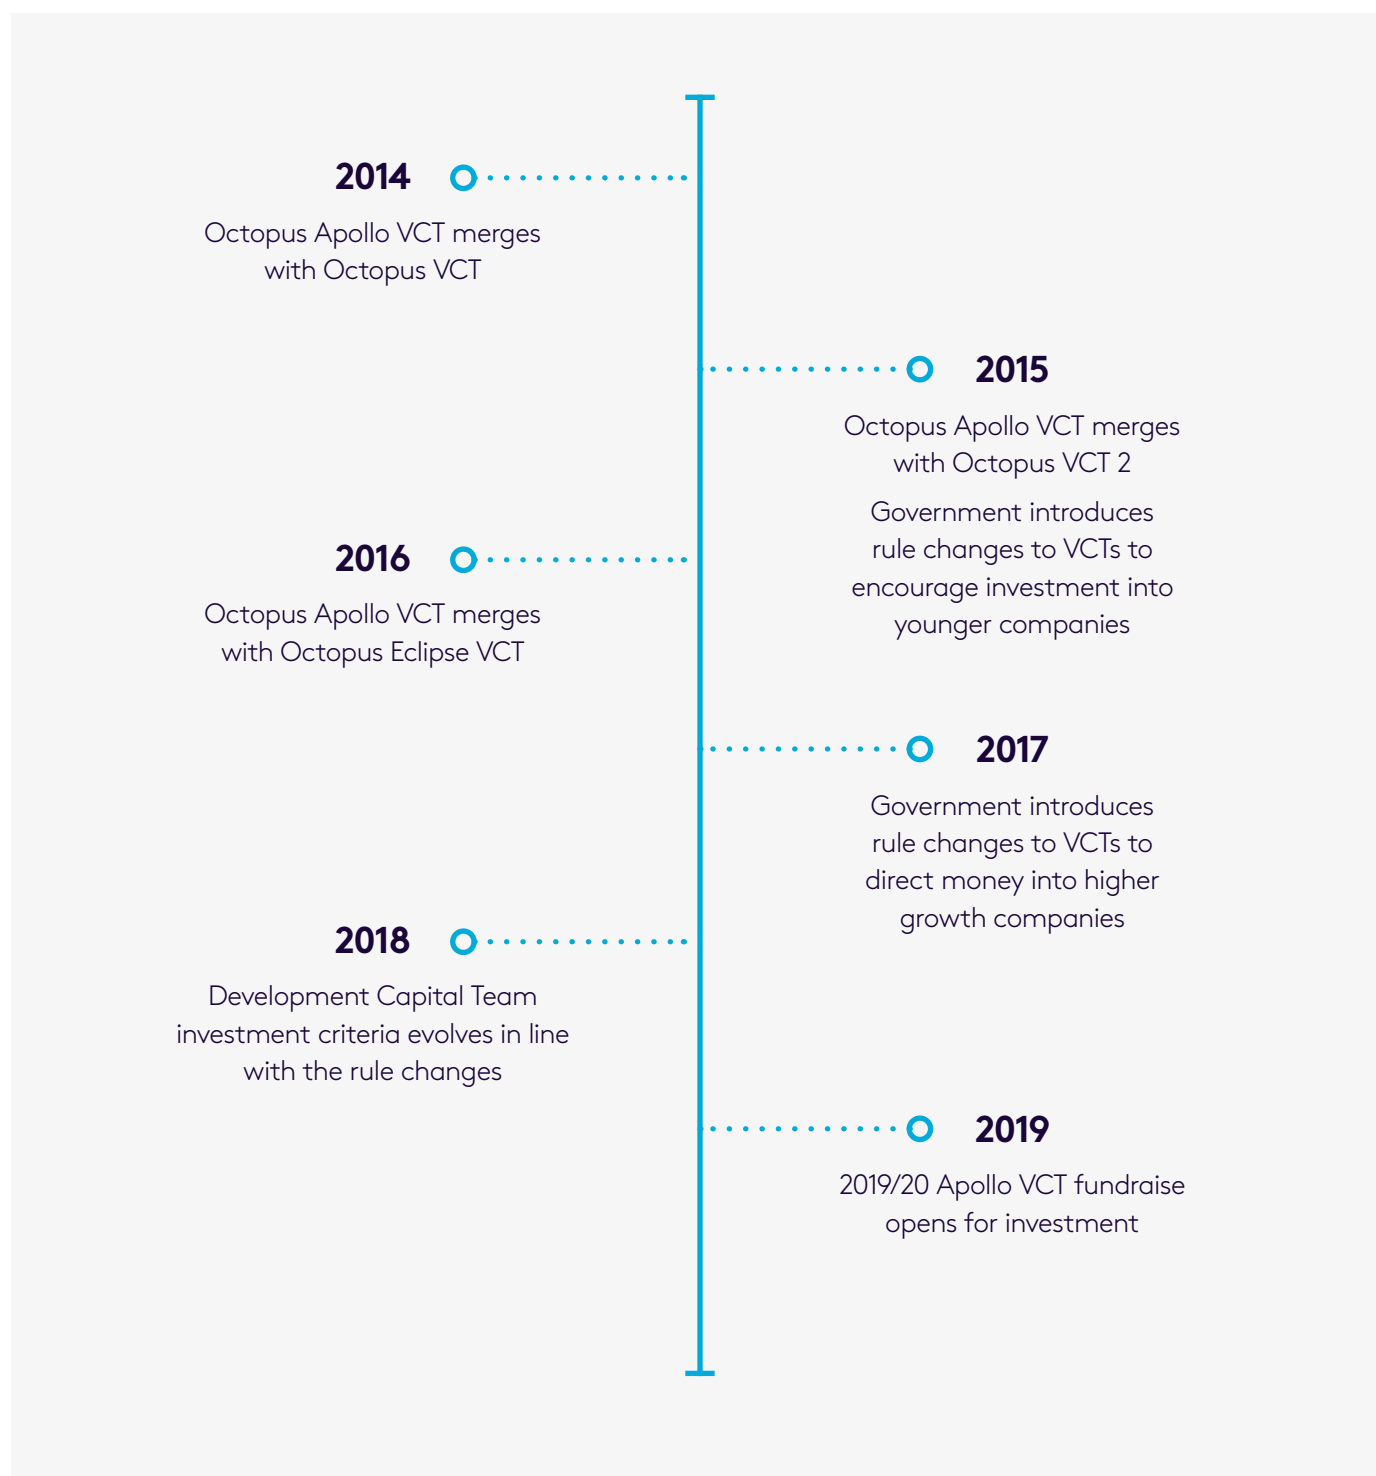 2014
Octopus Apollo VCT merges
with Octopus VCT
2015
Octopus Apollo VCT merges
with Octopus VCT 2
Government introduces
rule changes to VCTs to
encourage investment into
younger companies
2016
Octopus Apollo VCT merges
with Octopus Eclipse VCT
2017
Government introduces
rule changes to VCTs to
direct money into higher
growth companies
2018
Development Capital Team
investment criteria evolves in line
with the rule changes
2019
2019/20 Apollo VCT fundraise
opens for investment